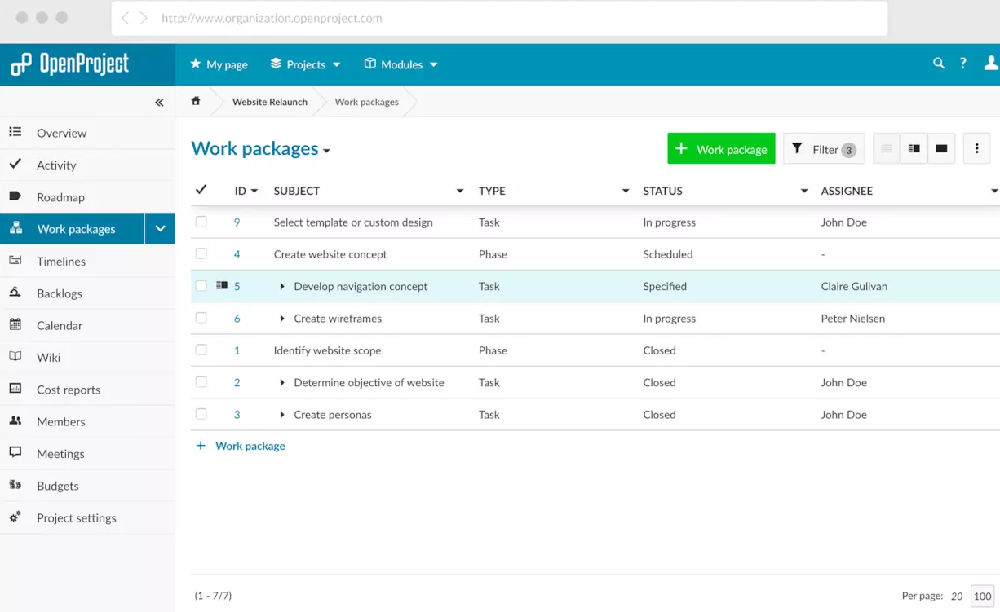 http://www.organization.openproject.com
OpenProject
My page Projects Modules ?
Website Relaunch Work packages
Overview
Activity
Roadmap
Work packages
Timelines
Backlogs
Calendar
Wiki
Cost reports
Members
Meetings
Budgets
Project settings
Work packages
+ Work package Filter 3
ID SUBJECT TYPE STATUS ASSIGNEE
9 Select template or custom design Task In progress John Doe
4 Create website concept Phase Scheduled -
5 Develop navigation concept Task Specified Claire Gulivan
6 Create wireframes Task In progress Peter Nielsen
1 Identify website scope Phase Closed -
2 Determine objective of website Task Closed John Doe
3 Create personas Task Closed John Doe
+ Work package
(1 - 7/7) Per page: 20 100